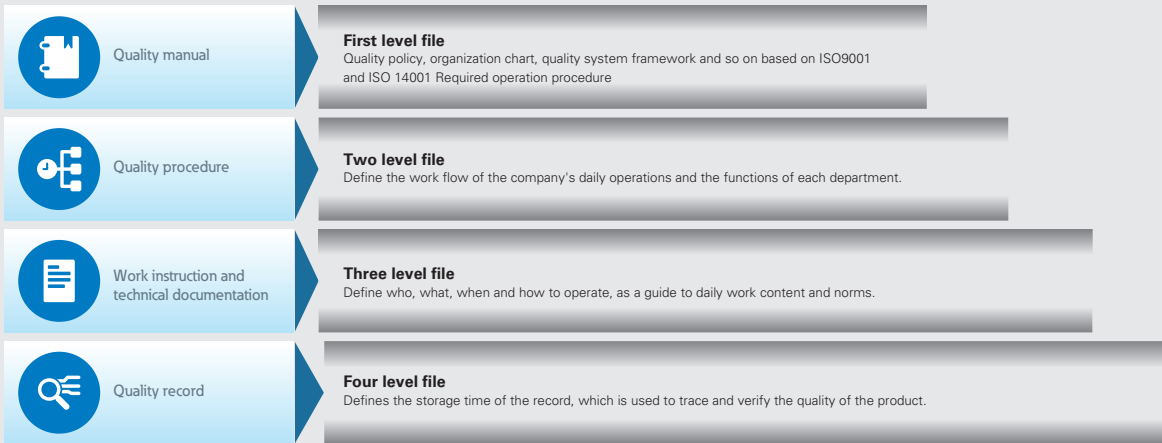 Quality manual
First level file
Quality policy, organization chart, quality system framework and so on based on ISO9001
and ISO 14001 Required operation procedure
Quality procedure
Two level file
Define the work flow of the company's daily operations and the functions of each department.
Work instruction and
technical documentation
Three level file
Define who, what, when and how to operate, as a guide to daily work content and norms.
Quality record
Four level file
Defines the storage time of the record, which is used to trace and verify the quality of the product.